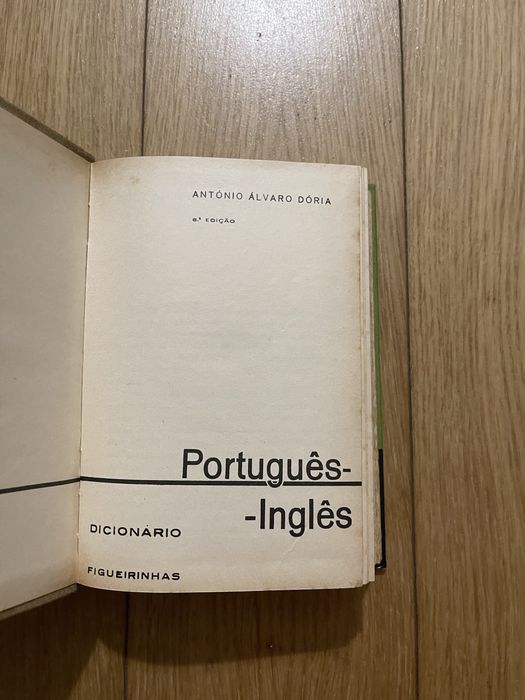 ANTÓNIO ÁLVARO DÓRIA
8.ª EDIÇÃO
Português-
-Inglês
DICIONÁRIO
FIGUEIRINHAS